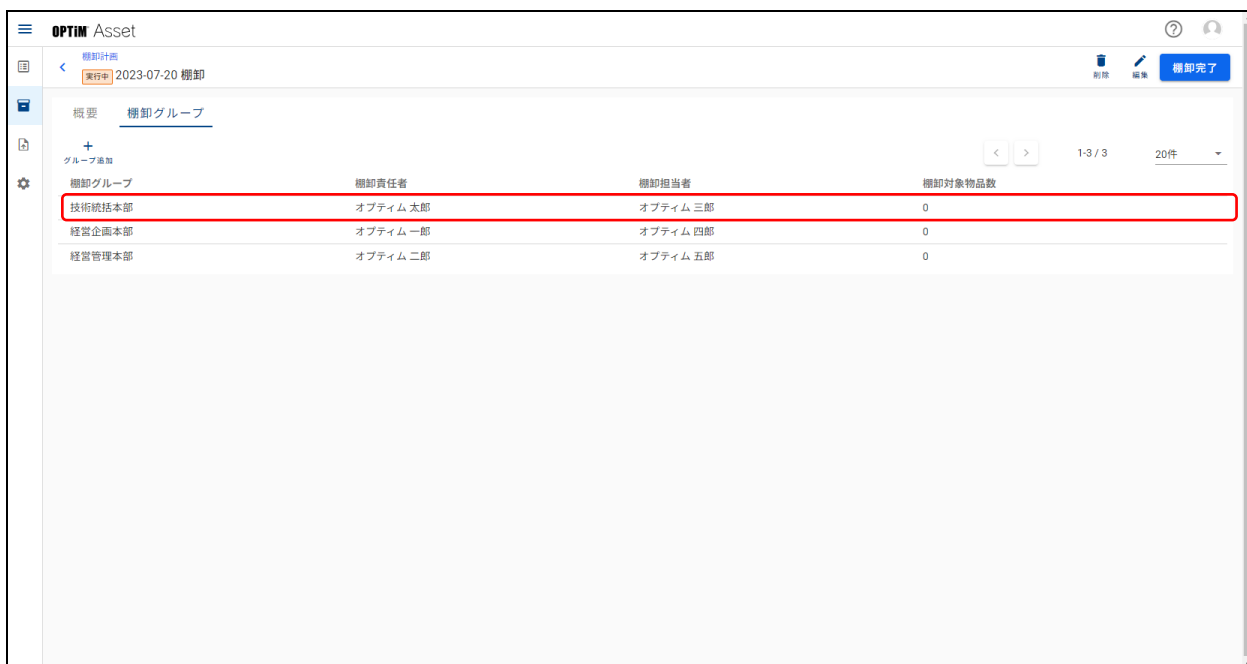 OPTiM Asset
棚卸計画
実行中 2023-07-20 棚卸
削除 編集 棚卸完了
概要 棚卸グループ
グループ追加
1-3 / 3 20件
棚卸グループ 棚卸責任者 棚卸担当者 棚卸対象物品数
技術統括本部 オプティム 太郎 オプティム 三郎 0
経営企画本部 オプティム 一郎 オプティム 四郎 0
経営管理本部 オプティム 二郎 オプティム 五郎 0